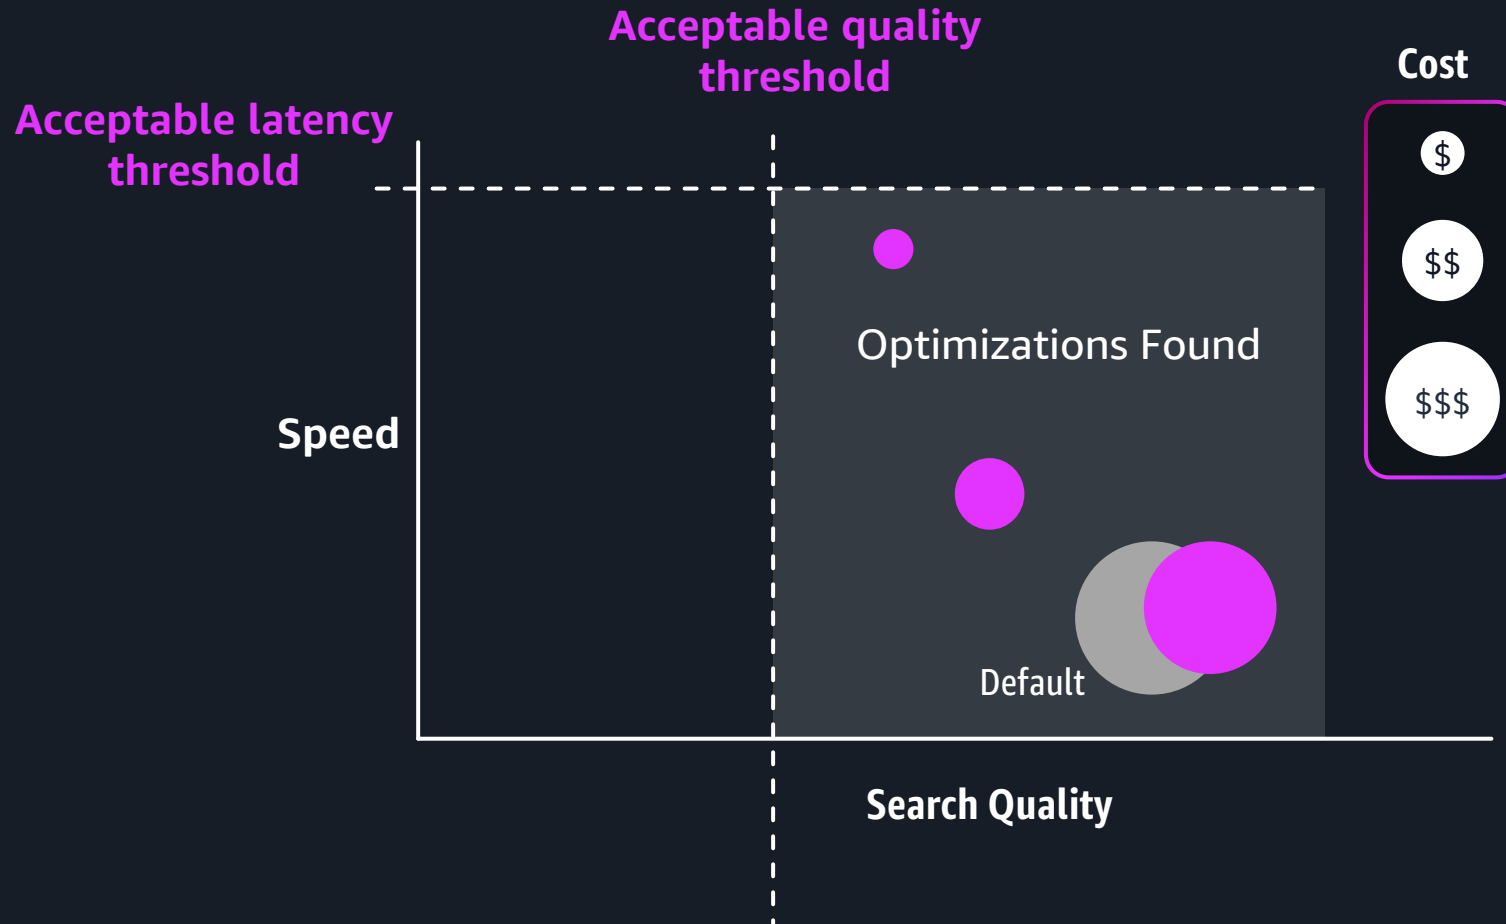 Acceptable quality
threshold
Acceptable latency
threshold
Cost
$
$$
$$$
Optimizations Found
Speed
Default
Search Quality